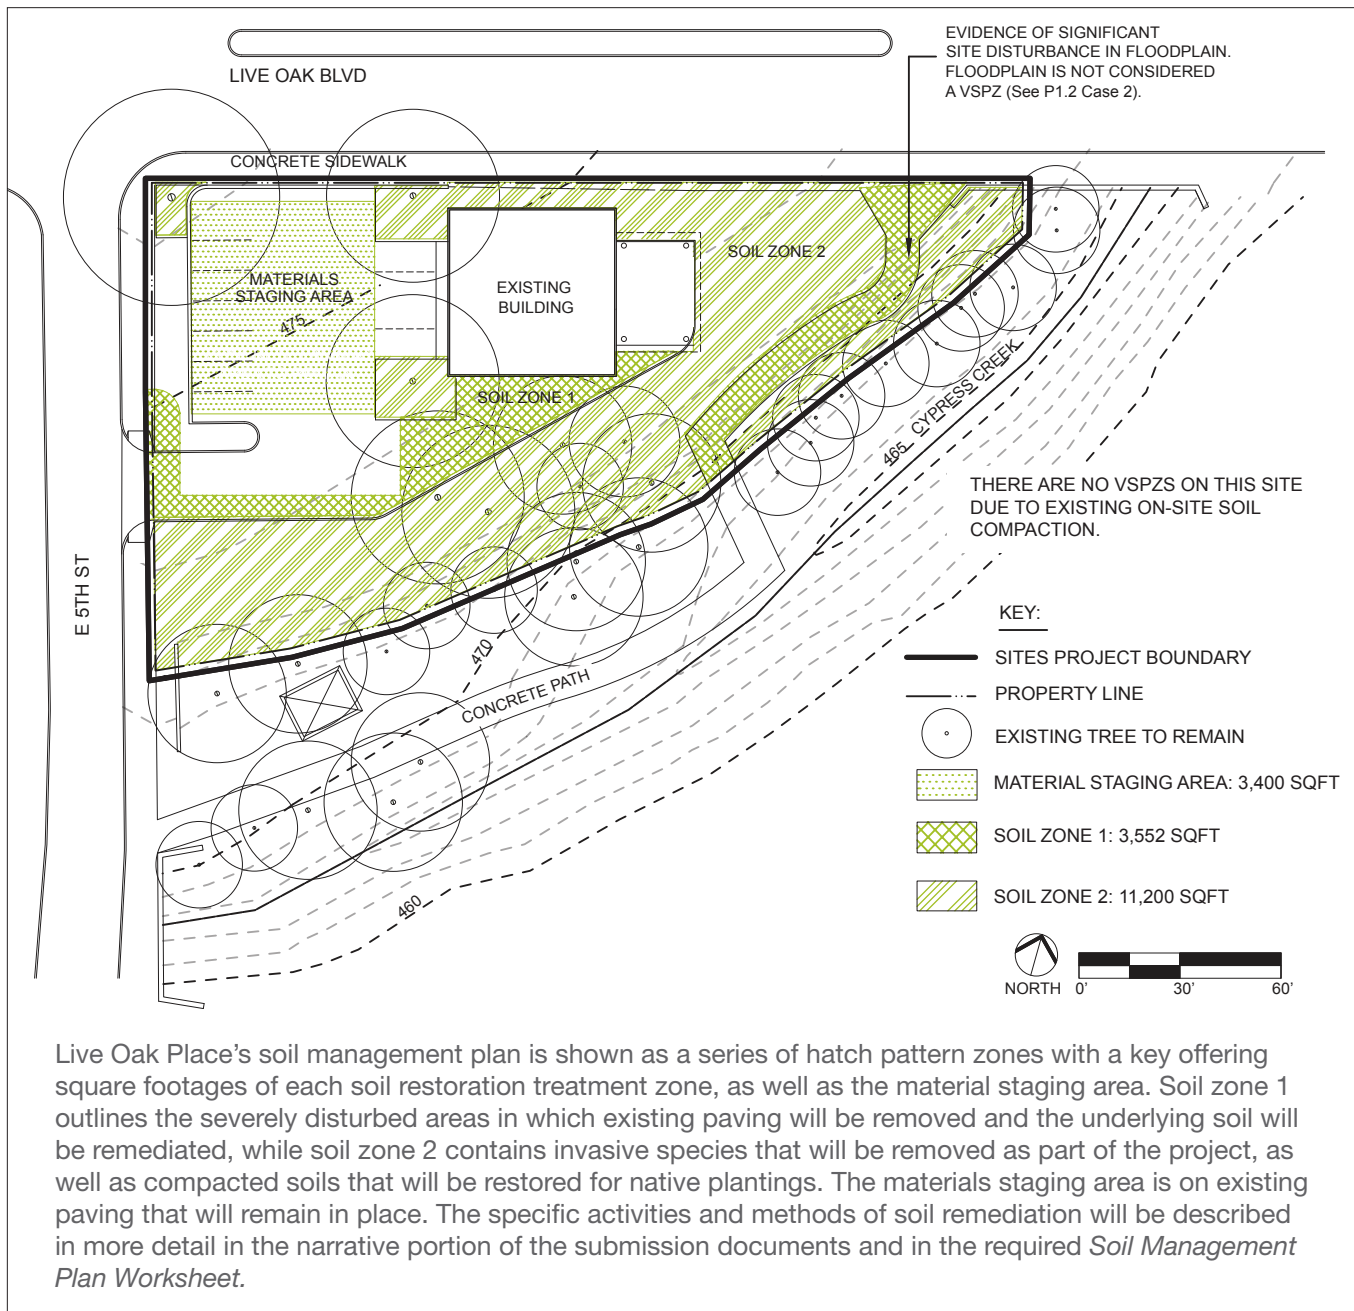 LIVE OAK BLVD
EVIDENCE OF SIGNIFICANT
SITE DISTURBANCE IN FLOODPLAIN.
FLOODPLAIN IS NOT CONSIDERED
A VSPZ (See P1.2 Case 2).
CONCRETE SIDEWALK
MATERIALS
STAGING AREA
475
EXISTING
BUILDING
SOIL ZONE 2
SOIL ZONE 1
465
CYPRESS CREEK
THERE ARE NO VSPZS ON THIS SITE
DUE TO EXISTING ON-SITE SOIL
COMPACTION.
E 5TH ST
470
CONCRETE PATH
460
KEY:
SITES PROJECT BOUNDARY
PROPERTY LINE
EXISTING TREE TO REMAIN
MATERIAL STAGING AREA: 3,400 SQFT
SOIL ZONE 1: 3,552 SQFT
SOIL ZONE 2: 11,200 SQFT
NORTH
0' 30' 60'
Live Oak Place’s soil management plan is shown as a series of hatch pattern zones with a key offering
square footages of each soil restoration treatment zone, as well as the material staging area. Soil zone 1
outlines the severely disturbed areas in which existing paving will be removed and the underlying soil will
be remediated, while soil zone 2 contains invasive species that will be removed as part of the project, as
well as compacted soils that will be restored for native plantings. The materials staging area is on existing
paving that will remain in place. The specific activities and methods of soil remediation will be described
in more detail in the narrative portion of the submission documents and in the required Soil Management
Plan Worksheet.